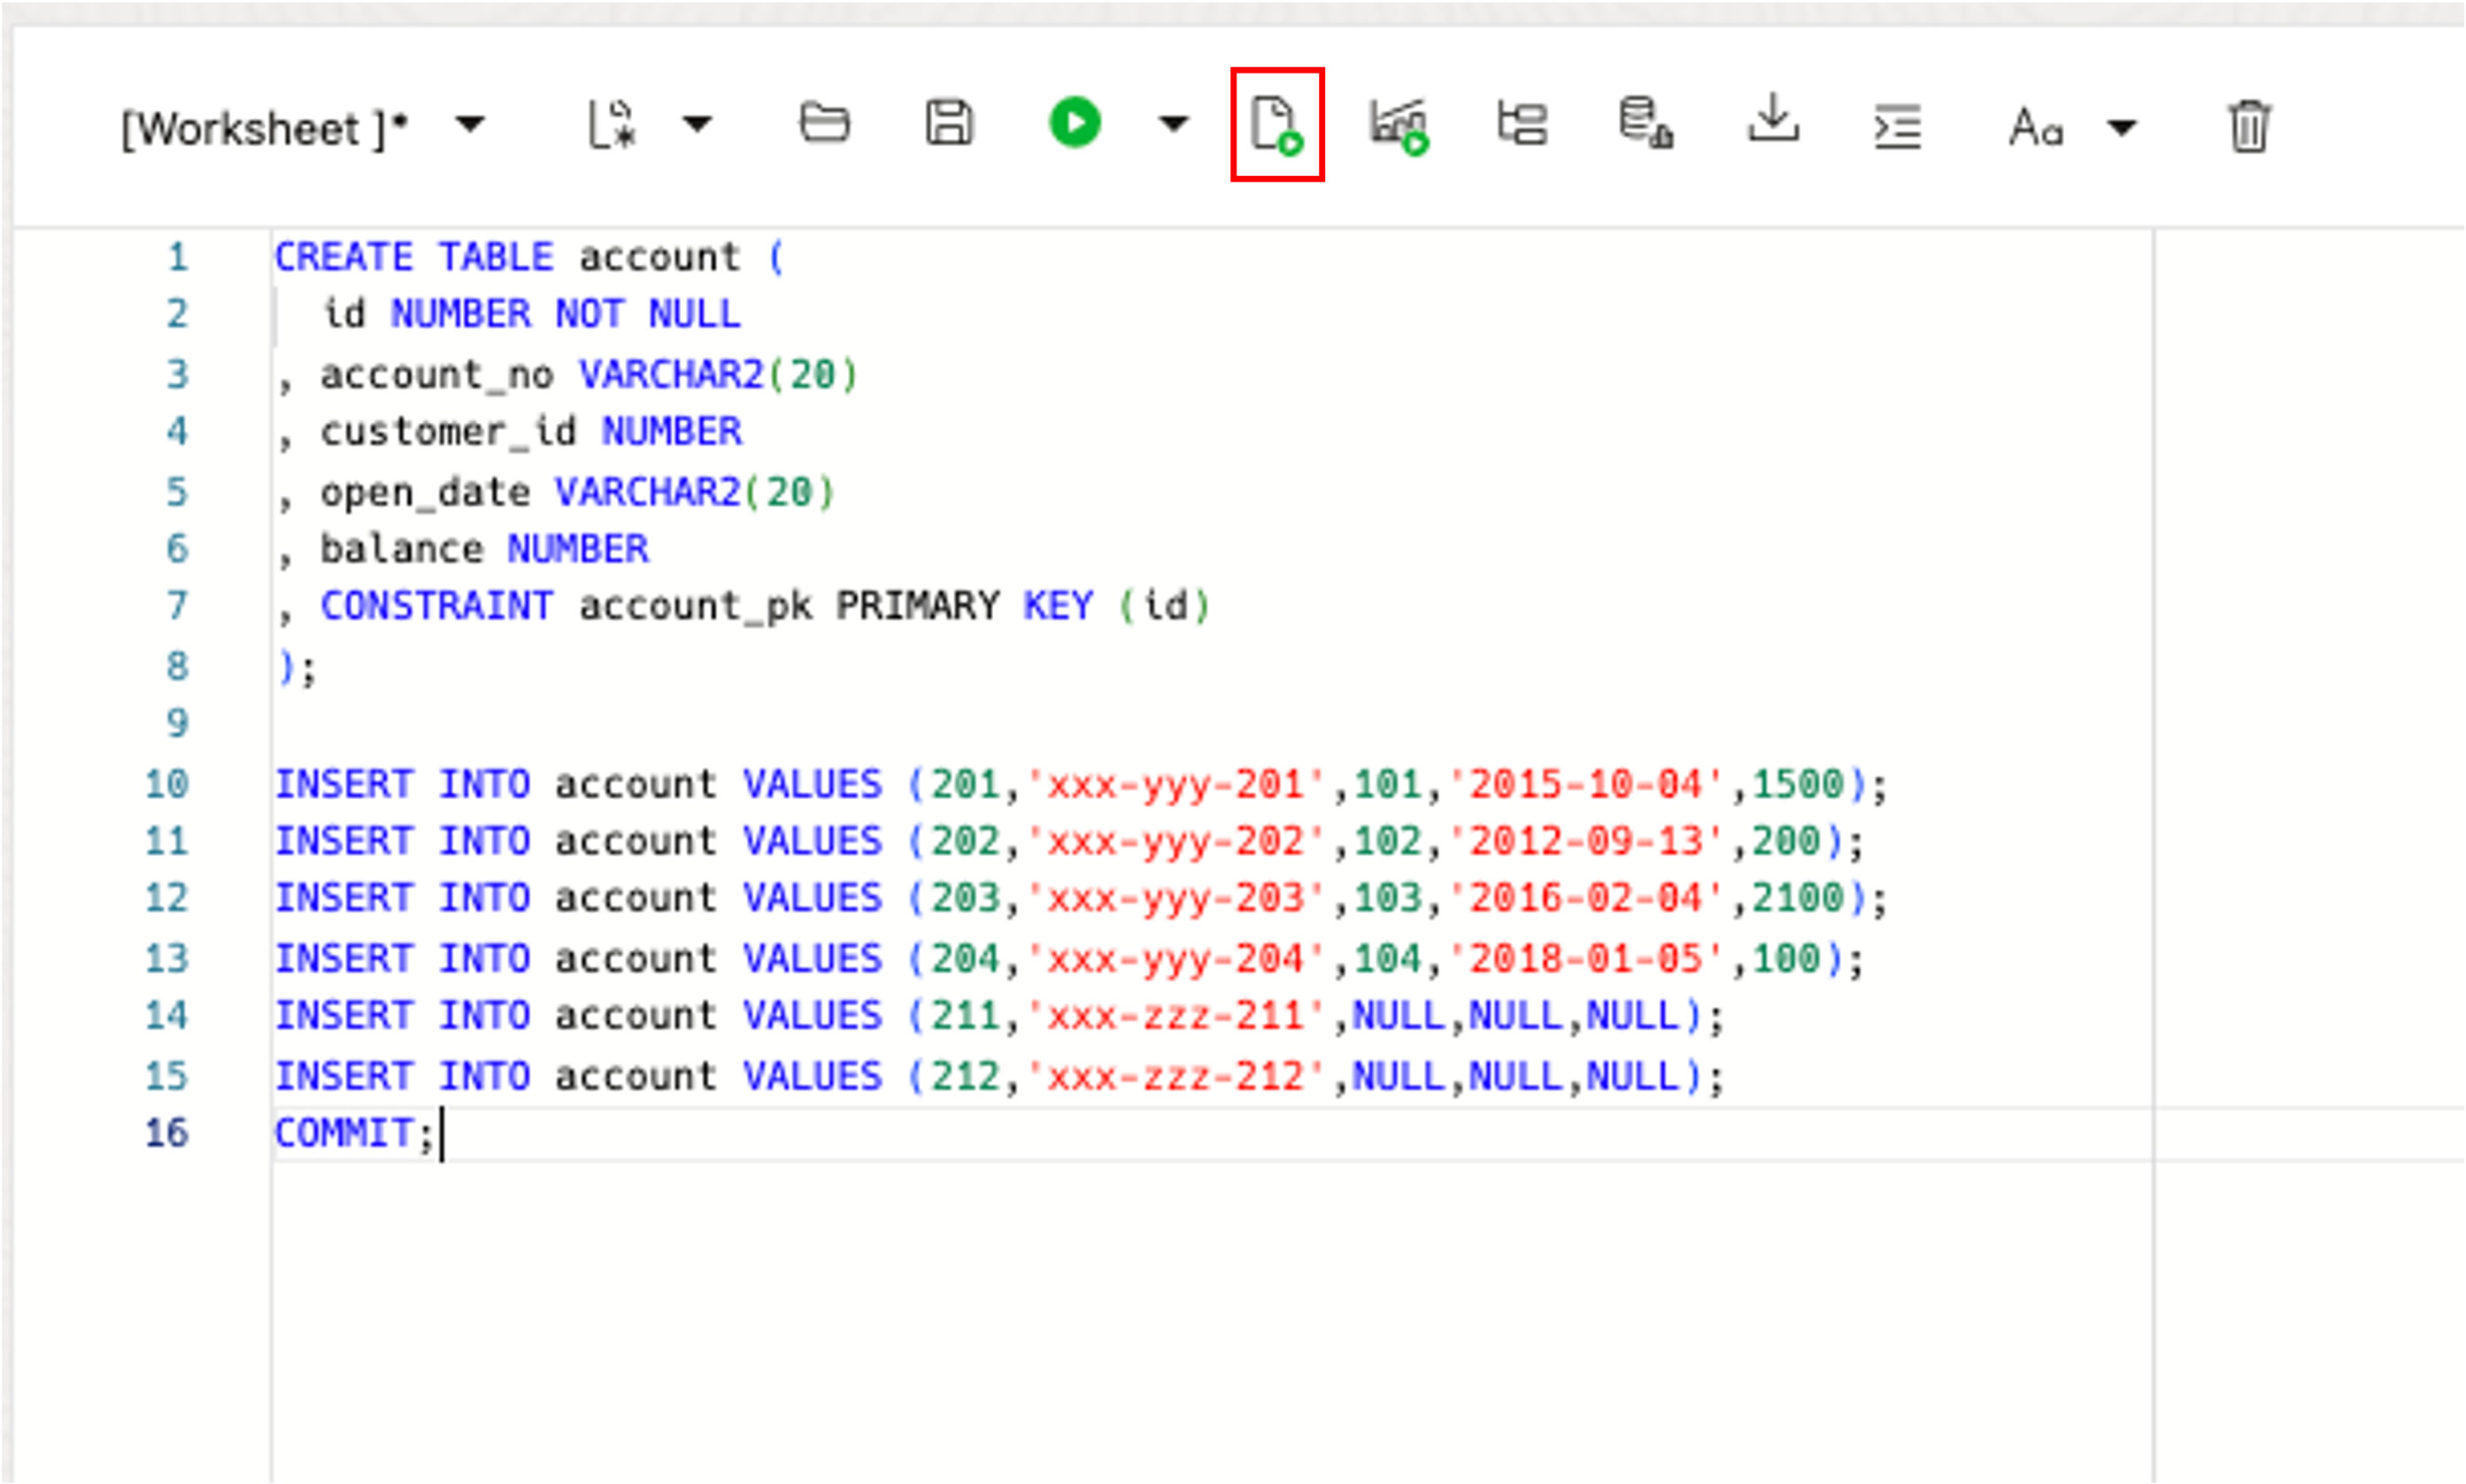 [Worksheet ]*
Aa
1 CREATE TABLE account (
2 id NUMBER NOT NULL
3 , account_no VARCHAR2(20)
4 , customer_id NUMBER
5 , open_date VARCHAR2(20)
6 , balance NUMBER
7 , CONSTRAINT account_pk PRIMARY KEY (id)
8 );
9
10 INSERT INTO account VALUES (201,'xxx-yyy-201',101,'2015-10-04',1500);
11 INSERT INTO account VALUES (202,'xxx-yyy-202',102,'2012-09-13',200);
12 INSERT INTO account VALUES (203,'xxx-yyy-203',103,'2016-02-04',2100);
13 INSERT INTO account VALUES (204,'xxx-yyy-204',104,'2018-01-05',100);
14 INSERT INTO account VALUES (211,'xxx-zzz-211',NULL,NULL,NULL);
15 INSERT INTO account VALUES (212,'xxx-zzz-212',NULL,NULL,NULL);
16 COMMIT;